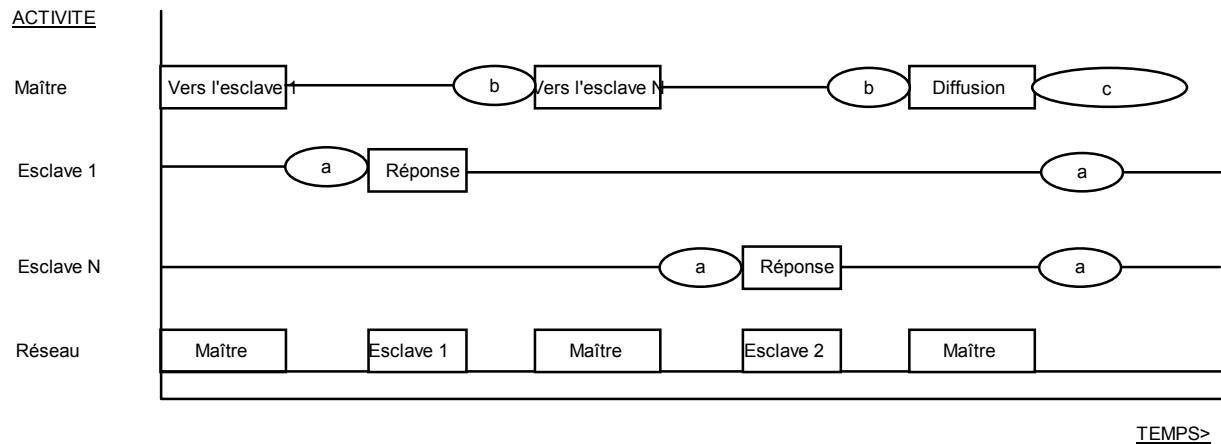 ACTIVITE
Maître
Vers l'esclave 1
b
Vers l'esclave N
b
Diffusion
c
Esclave 1
a
Réponse
a
Esclave N
a
Réponse
a
Réseau
Maître
Esclave 1
Maître
Esclave 2
Maître
TEMPS>